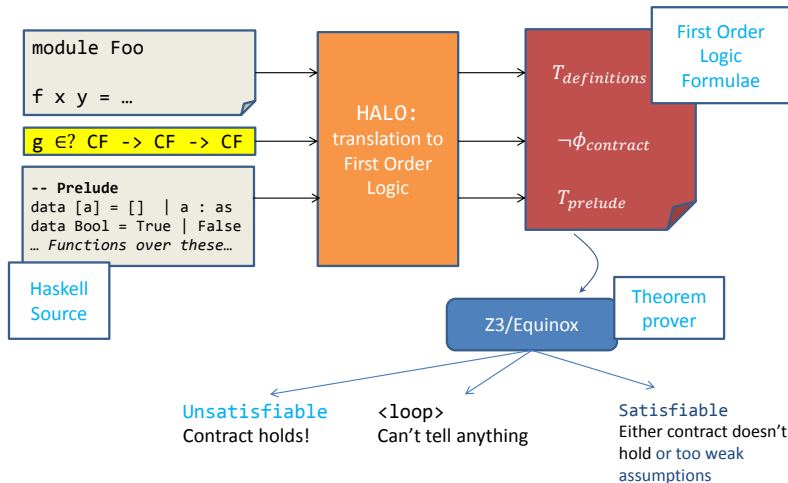 module Foo
f x y = …
g ∈? CF -> CF -> CF
-- Prelude
data [a] = [] | a : as
data Bool = True | False
… Functions over these…
Haskell
Source
HALO:
translation to
First Order
Logic
First Order
Logic
Formulae
T_definitions
¬ϕ_contract
T_prelude
Z3/Equinox
Theorem
prover
Unsatisfiable
Contract holds!
<loop>
Can't tell anything
Satisfiable
Either contract doesn't
hold or too weak
assumptions